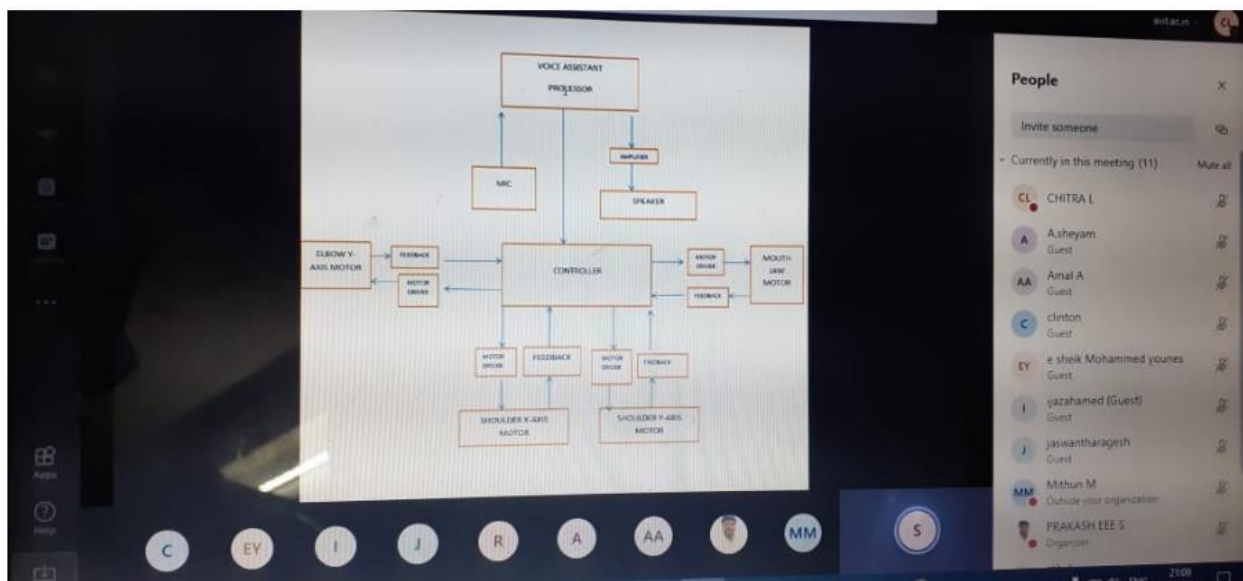 VOICE ASSISTANT
PROCESSOR
AMPLIFIER
MIC
SPEAKER
ELBOW Y-
AXIS MOTOR
FEEDBACK
MOTOR
DRIVER
CONTROLLER
MOTOR
DRIVER
FEEDBACK
MOUTH
JAW
MOTOR
MOTOR
DRIVER
FEEDBACK
MOTOR
DRIVER
FEEDBACK
SHOULDER X-AXIS
MOTOR
SHOULDER Y-AXIS
MOTOR
Apps
Help
C
EY
I
J
R
A
AA
MM
S
CL
People
Invite someone
Currently in this meeting (11)
Mute all
CL CHITRA L
A A.sheyam
Guest
AA Amal A
Guest
C clinton
Guest
EY e sheik Mohammed younes
Guest
I ijazahamed (Guest)
Guest
J jaswantharagesh
Guest
MM Mithun M
Outside your organization
PRAKASH EEE S
Organizer
21:09
ENG